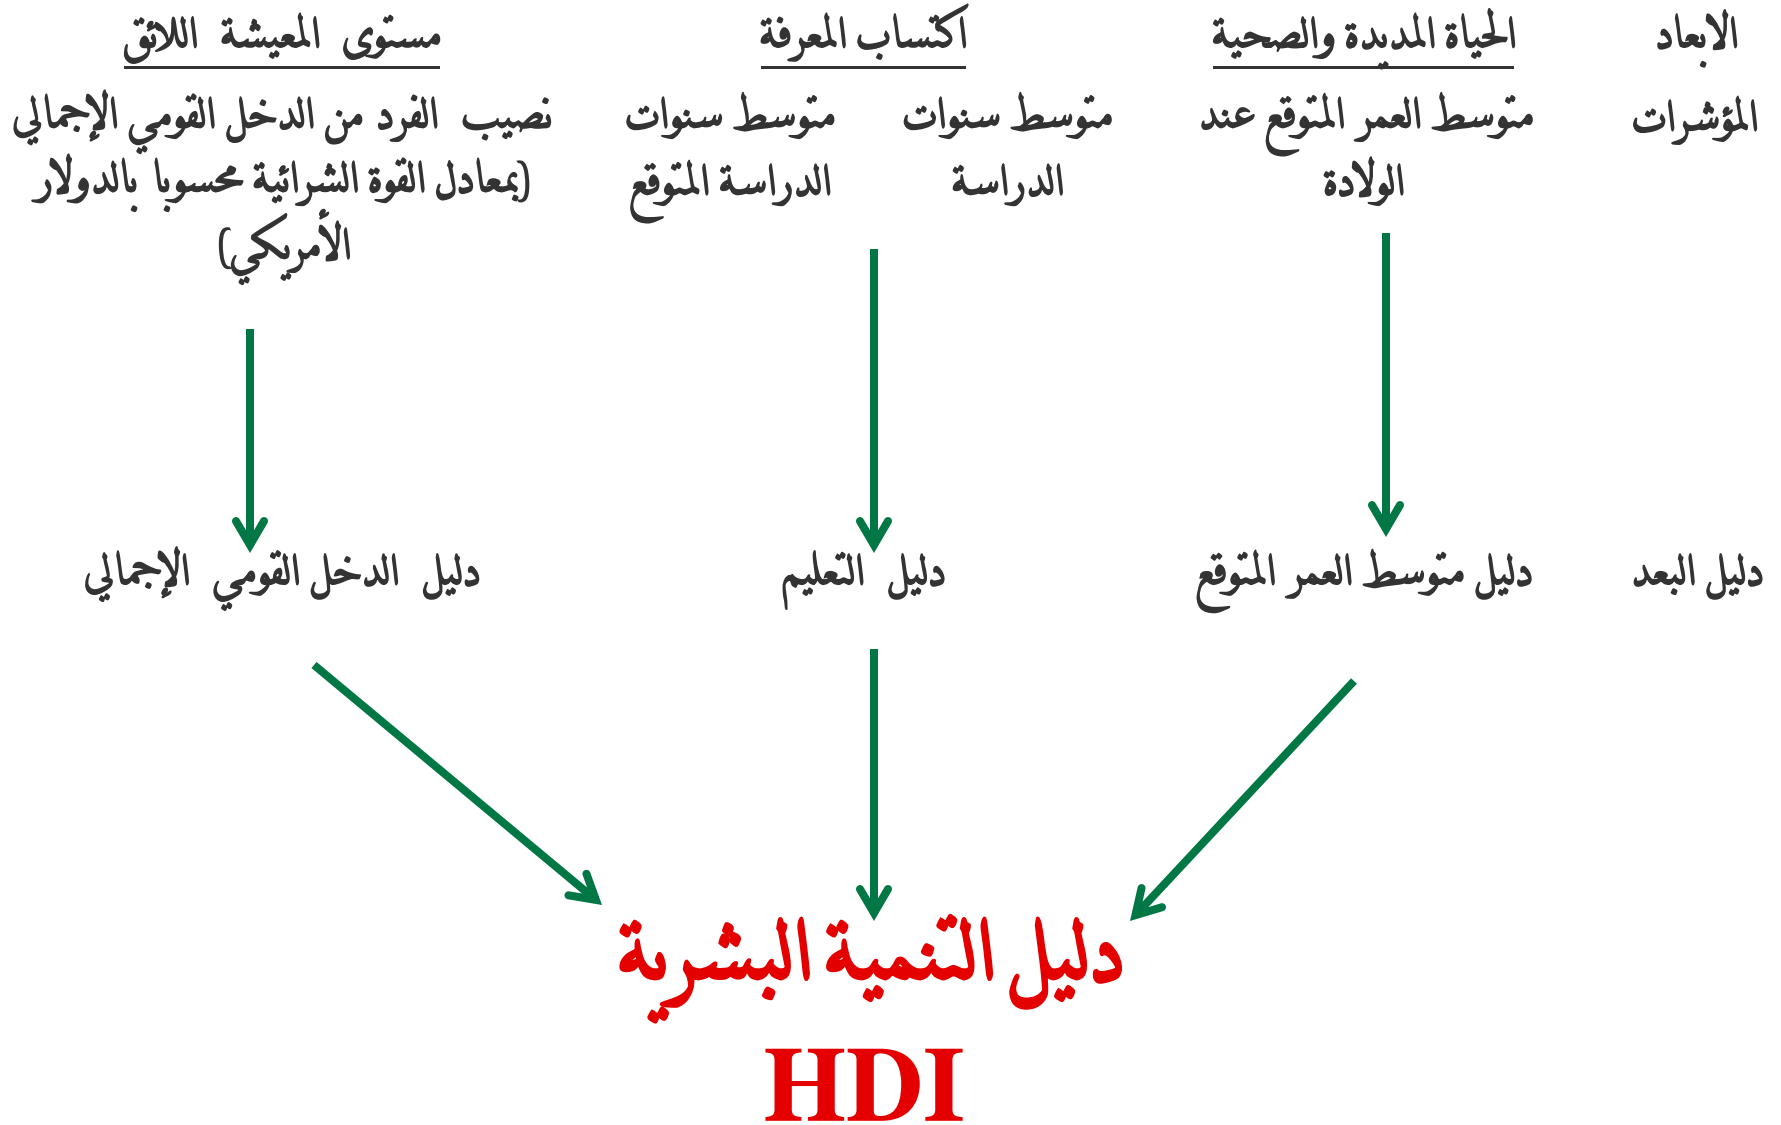 الابعاد
الحياة المديدة والصحية
اكتساب المعرفة
مستوى المعيشة اللائق
المؤشرات
متوسط العمر المتوقع عند
الولادة
متوسط سنوات
الدراسة
متوسط سنوات
الدراسة المتوقع
نصيب الفرد من الدخل القومي الإجمالي
(بمعادل القوة الشرائية محسوبا بالدولار
الأمريكي)
دليل البعد
دليل متوسط العمر المتوقع
دليل التعليم
دليل الدخل القومي الإجمالي
دليل التنمية البشرية
HDI